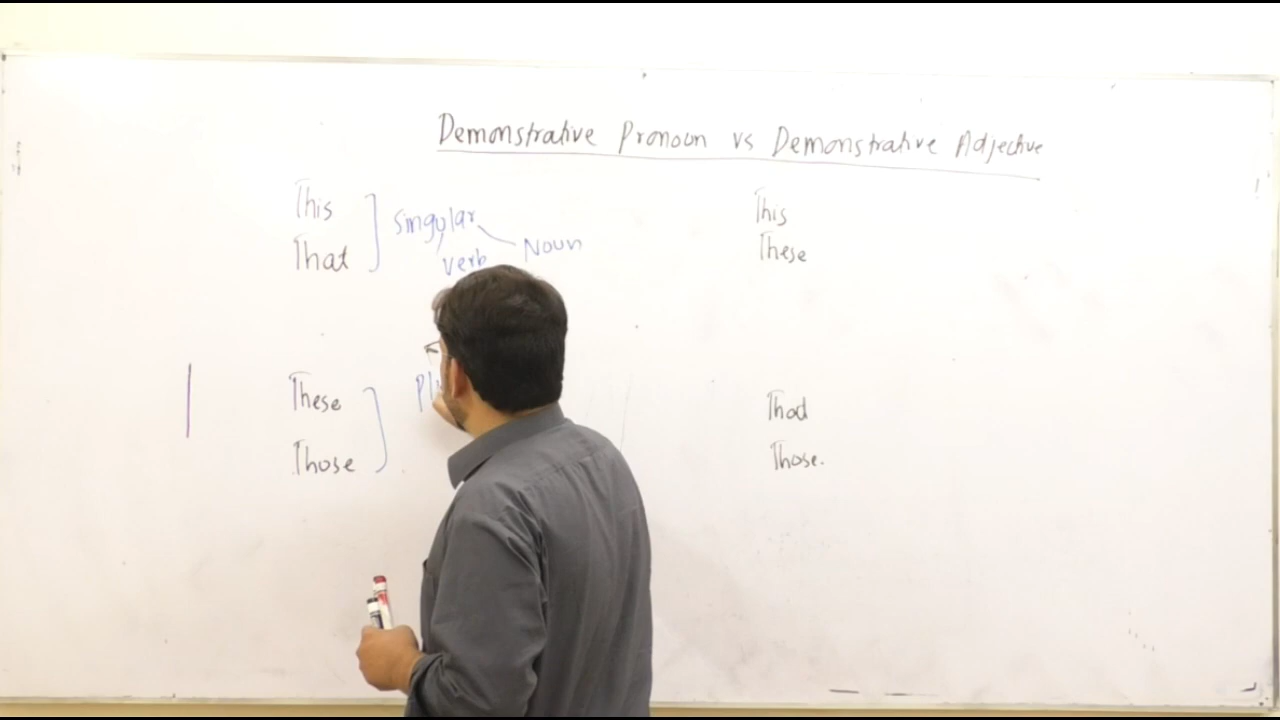 Demonstrative Pronoun vs Demonstrative Adjective
This
That
Singular
verb
Noun
These
Those
This
These
That
Those.